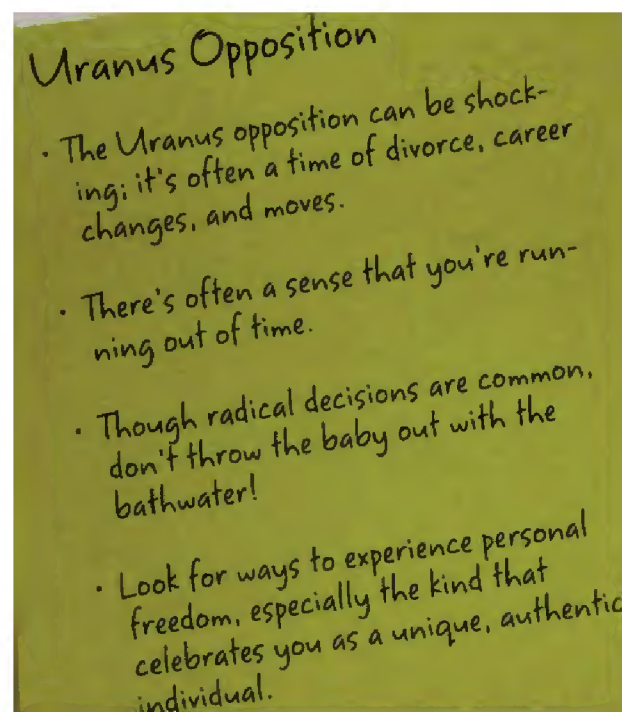 Uranus Opposition
· The Uranus opposition can be shock-
ing; it's often a time of divorce, career
changes, and moves.
· There's often a sense that you're run-
ning out of time.
· Though radical decisions are common,
don't throw the baby out with the
bathwater!
· Look for ways to experience personal
freedom, especially the kind that
celebrates you as a unique, authentic
individual.